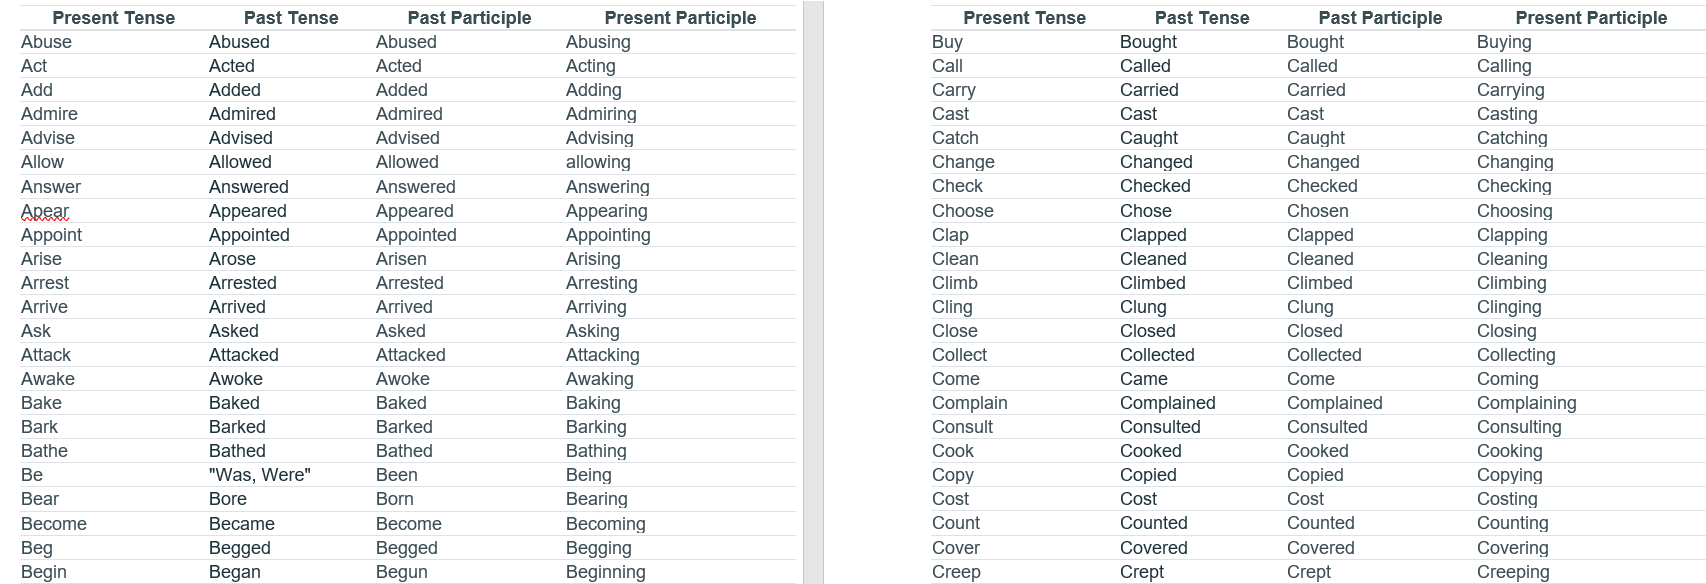 Present Tense Past Tense Past Participle Present Participle
Abuse Abused Abused Abusing
Act Acted Acted Acting
Add Added Added Adding
Admire Admired Admired Admiring
Advise Advised Advised Advising
Allow Allowed Allowed allowing
Answer Answered Answered Answering
Apear Appeared Appeared Appearing
Appoint Appointed Appointed Appointing
Arise Arose Arisen Arising
Arrest Arrested Arrested Arresting
Arrive Arrived Arrived Arriving
Ask Asked Asked Asking
Attack Attacked Attacked Attacking
Awake Awoke Awoke Awaking
Bake Baked Baked Baking
Bark Barked Barked Barking
Bathe Bathed Bathed Bathing
Be "Was, Were" Been Being
Bear Bore Born Bearing
Become Became Become Becoming
Beg Begged Begged Begging
Begin Began Begun Beginning
Present Tense Past Tense Past Participle Present Participle
Buy Bought Bought Buying
Call Called Called Calling
Carry Carried Carried Carrying
Cast Cast Cast Casting
Catch Caught Caught Catching
Change Changed Changed Changing
Check Checked Checked Checking
Choose Chose Chosen Choosing
Clap Clapped Clapped Clapping
Clean Cleaned Cleaned Cleaning
Climb Climbed Climbed Climbing
Cling Clung Clung Clinging
Close Closed Closed Closing
Collect Collected Collected Collecting
Come Came Come Coming
Complain Complained Complained Complaining
Consult Consulted Consulted Consulting
Cook Cooked Cooked Cooking
Copy Copied Copied Copying
Cost Cost Cost Costing
Count Counted Counted Counting
Cover Covered Covered Covering
Creep Crept Crept Creeping